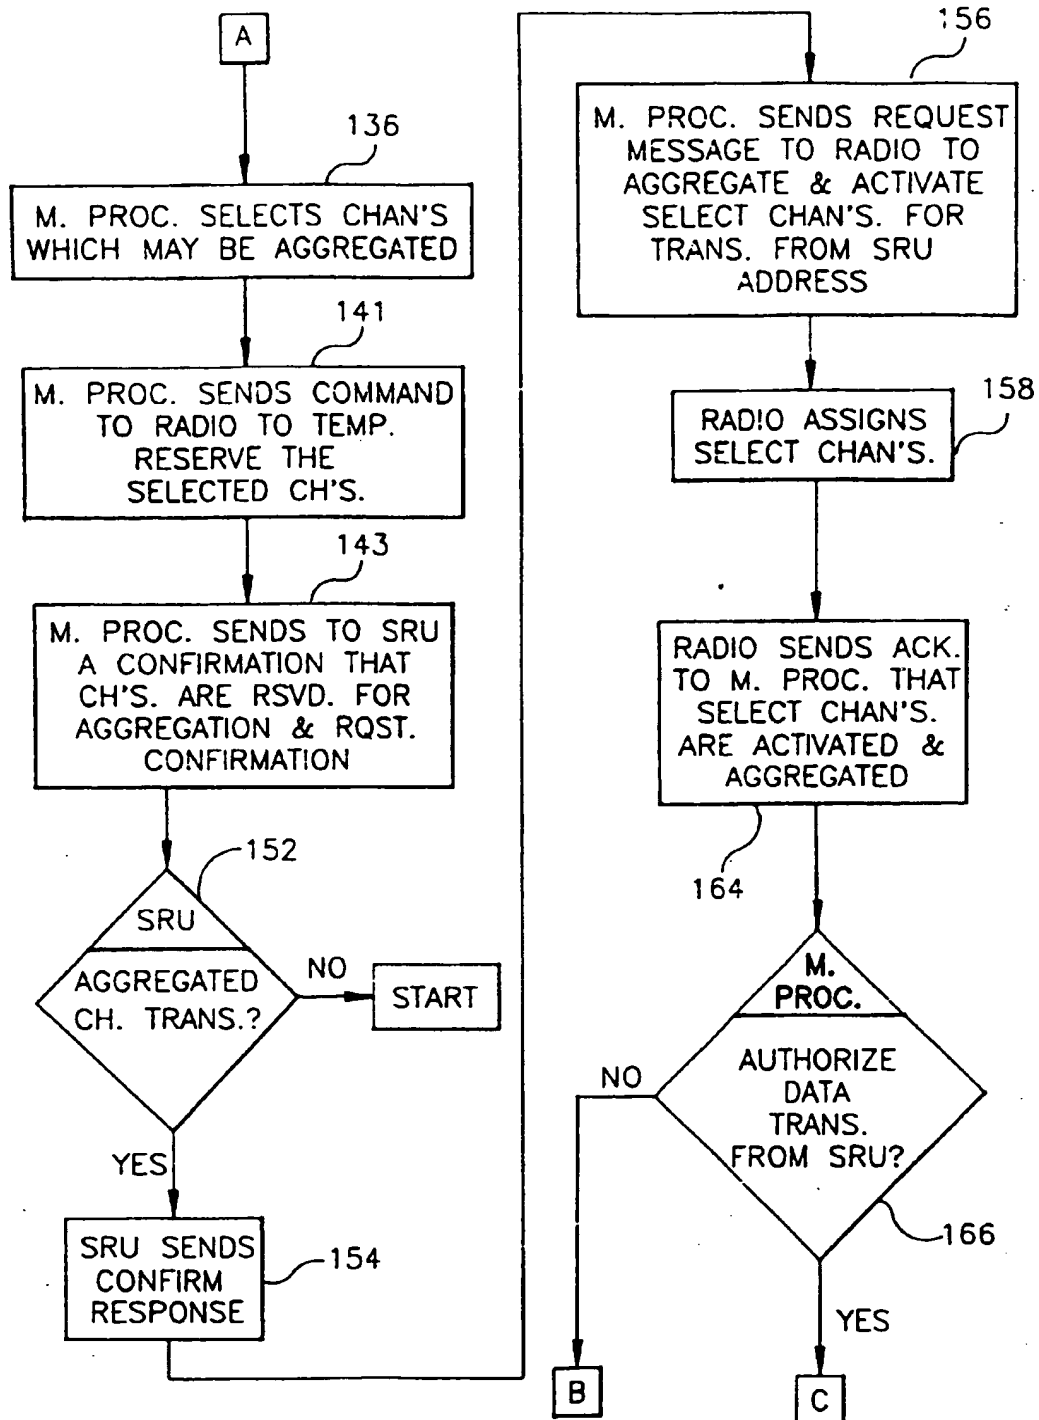 A
136
M. PROC. SELECTS CHAN'S
WHICH MAY BE AGGREGATED
141
M. PROC. SENDS COMMAND
TO RADIO TO TEMP.
RESERVE THE
SELECTED CH'S.
143
M. PROC. SENDS TO SRU
A CONFIRMATION THAT
CH'S. ARE RSVD. FOR
AGGREGATION & RQST.
CONFIRMATION
152
SRU
AGGREGATED
CH. TRANS.?
NO
START
YES
SRU SENDS
CONFIRM
RESPONSE
154
156
M. PROC. SENDS REQUEST
MESSAGE TO RADIO TO
AGGREGATE & ACTIVATE
SELECT CHAN'S. FOR
TRANS. FROM SRU
ADDRESS
158
RADIO ASSIGNS
SELECT CHAN'S.
RADIO SENDS ACK.
TO M. PROC. THAT
SELECT CHAN'S.
ARE ACTIVATED &
AGGREGATED
164
M.
PROC.
AUTHORIZE
DATA
TRANS.
FROM SRU?
NO
166
YES
B
C